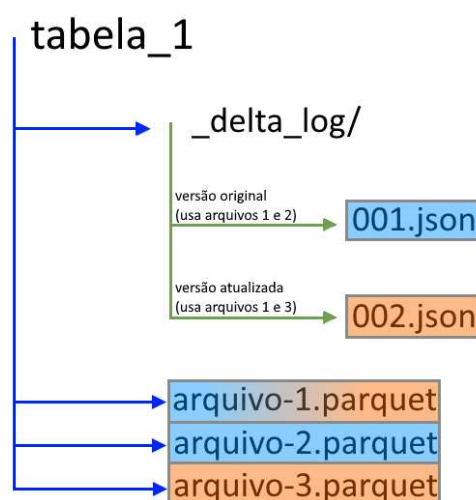 tabela_1
_delta_log/
versão original
(usa arquivos 1 e 2)
001.json
versão atualizada
(usa arquivos 1 e 3)
002.json
arquivo-1.parquet
arquivo-2.parquet
arquivo-3.parquet